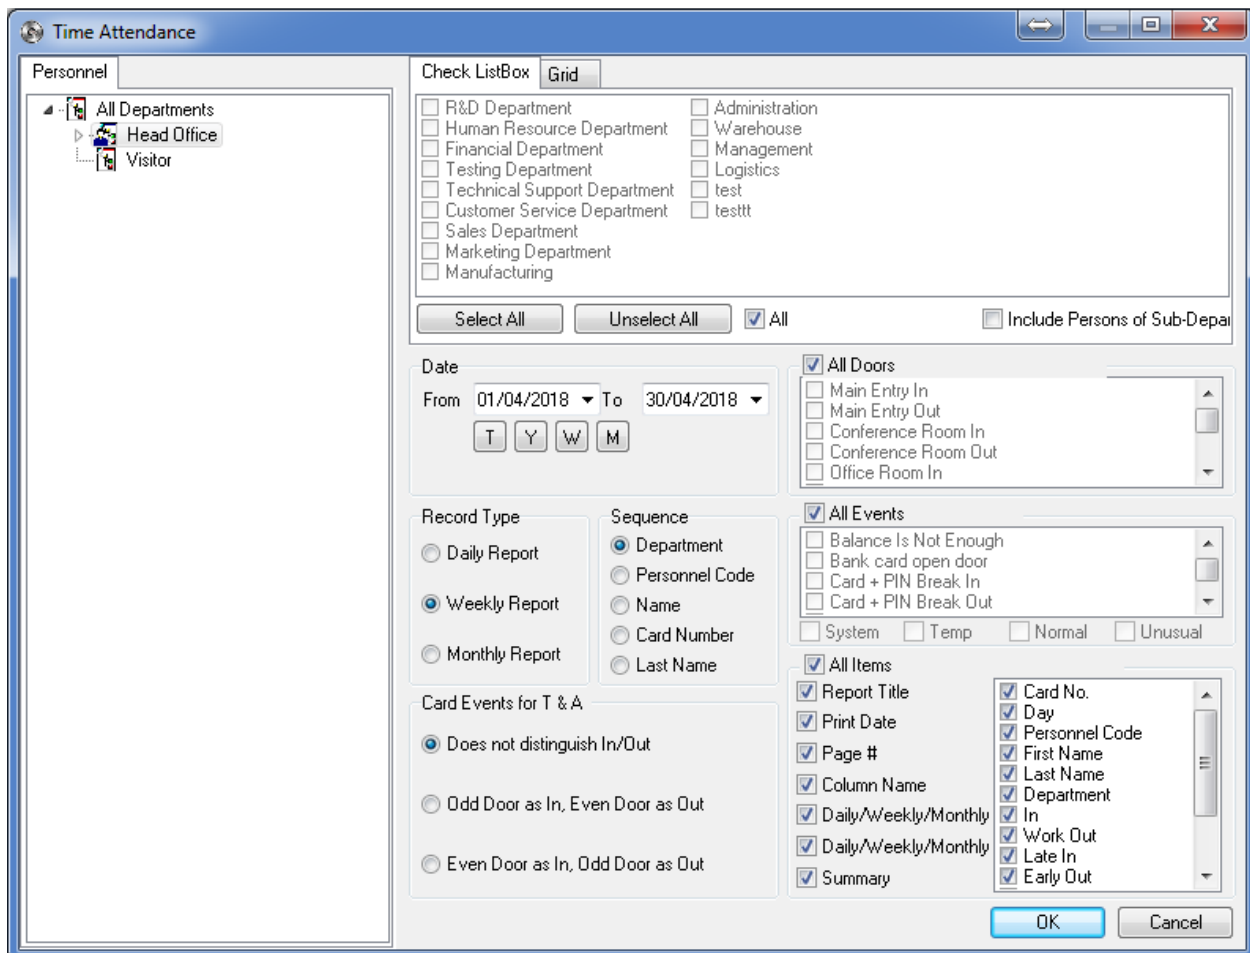 Time Attendance
Personnel
All Departments
Head Office
Visitor
Check ListBox Grid
R&D Department
Human Resource Department
Financial Department
Testing Department
Technical Support Department
Customer Service Department
Sales Department
Marketing Department
Manufacturing
Administration
Warehouse
Management
Logistics
test
testtt
Select All Unselect All All Include Persons of Sub-Depar
Date
From 01/04/2018 To 30/04/2018
T Y W M
All Doors
Main Entry In
Main Entry Out
Conference Room In
Conference Room Out
Office Room In
Record Type
Daily Report
Weekly Report
Monthly Report
Sequence
Department
Personnel Code
Name
Card Number
Last Name
All Events
Balance Is Not Enough
Bank card open door
Card + PIN Break In
Card + PIN Break Out
System Temp Normal Unusual
Card Events for T & A
Does not distinguish In/Out
Odd Door as In, Even Door as Out
Even Door as In, Odd Door as Out
All Items
Report Title
Print Date
Page #
Column Name
Daily/Weekly/Monthly
Daily/Weekly/Monthly
Summary
Card No.
Day
Personnel Code
First Name
Last Name
Department
In
Work Out
Late In
Early Out
OK Cancel